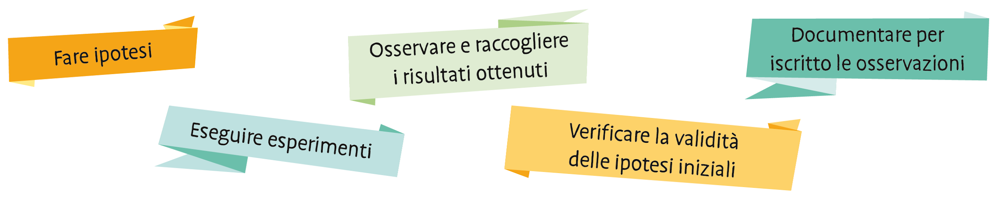 Fare ipotesi
Eseguire esperimenti
Osservare e raccogliere
i risultati ottenuti
Verificare la validità
delle ipotesi iniziali
Documentare per
iscritto le osservazioni